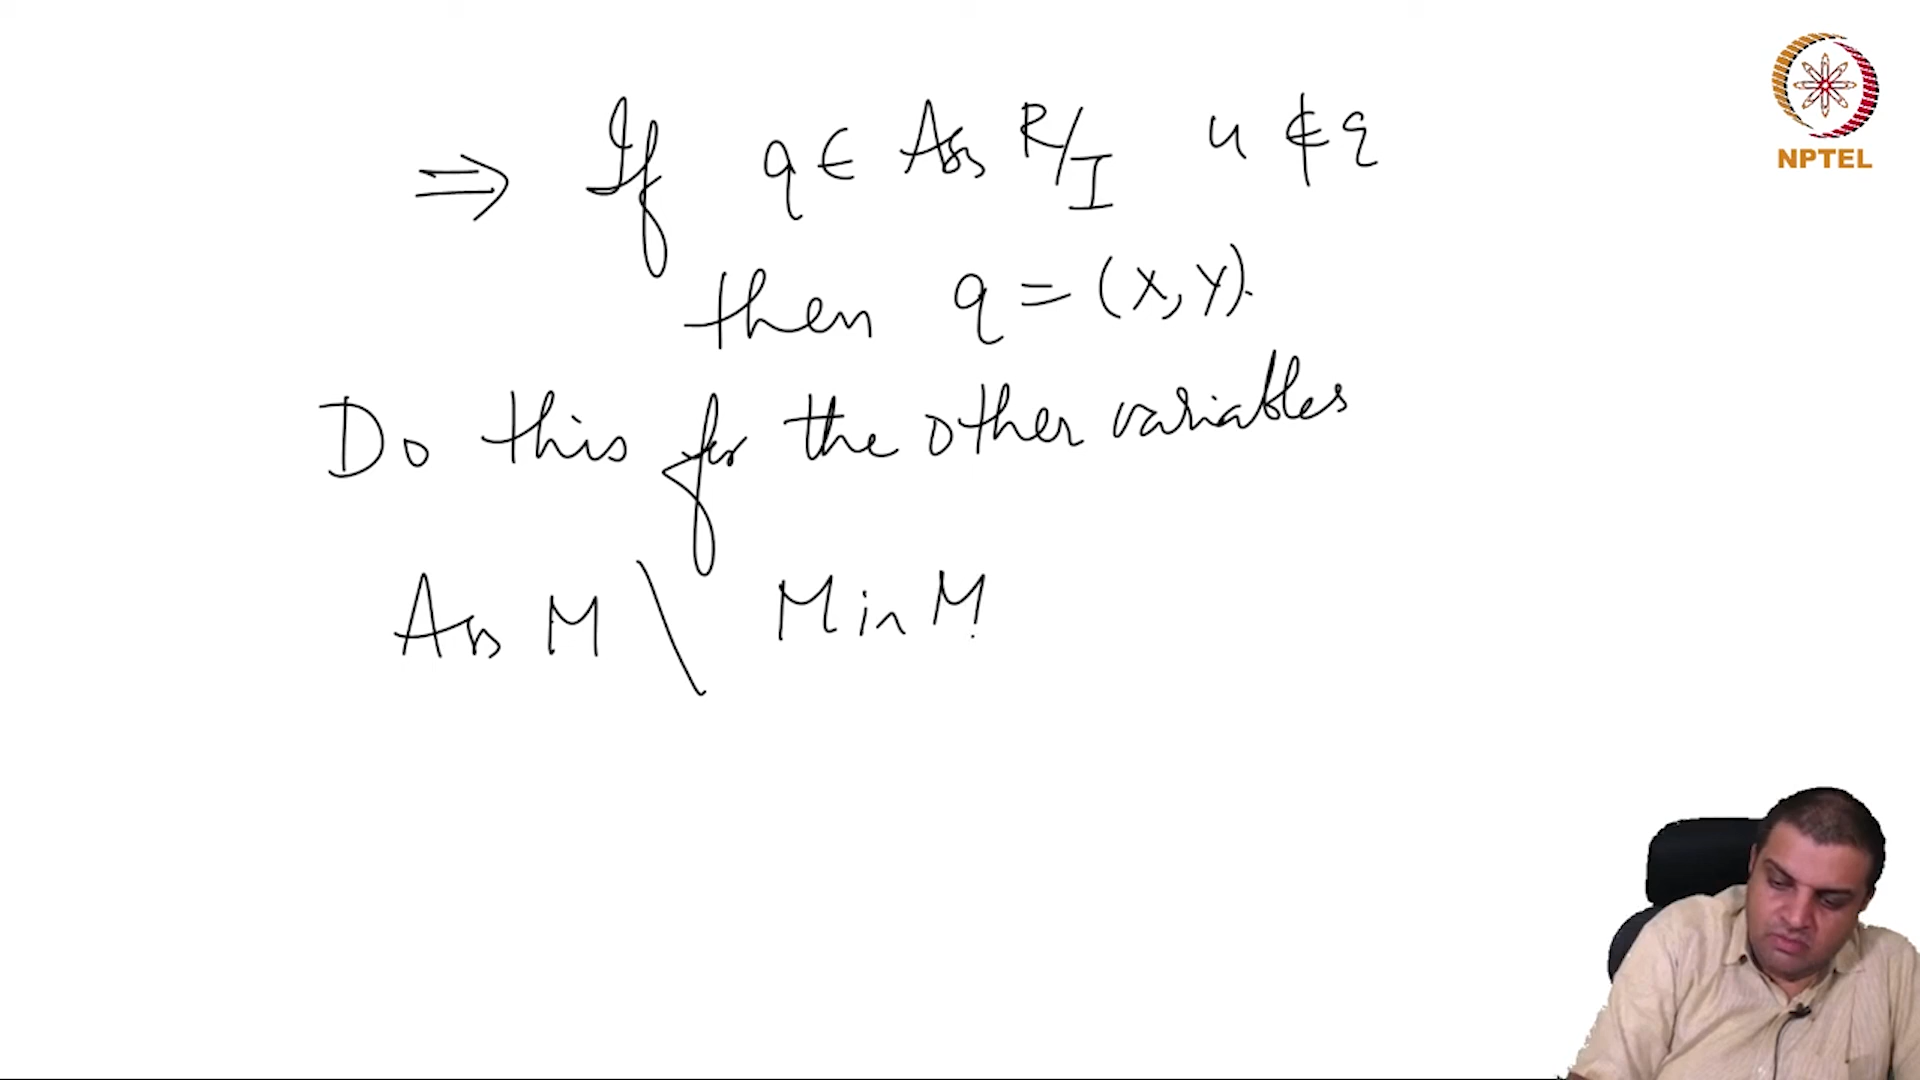 ⇒ If q ∈ Ass R/I u ∉ q
then q = (X, Y).
Do this for the other variables
Ass M \ Min M.
NPTEL